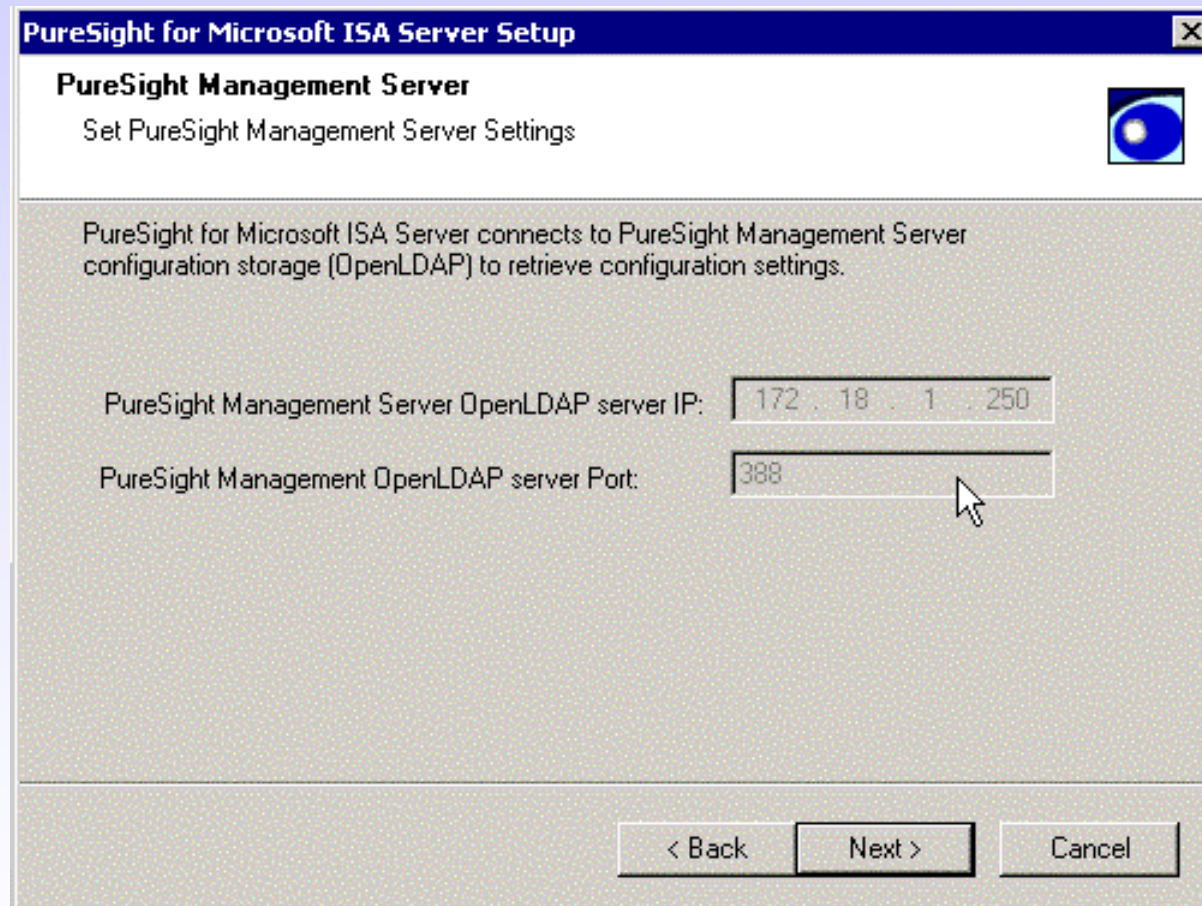 PureSight for Microsoft ISA Server Setup
PureSight Management Server
Set PureSight Management Server Settings
PureSight for Microsoft ISA Server connects to PureSight Management Server
configuration storage (OpenLDAP) to retrieve configuration settings.
PureSight Management Server OpenLDAP server IP: 172 . 18 . 1 . 250
PureSight Management OpenLDAP server Port: 388
< Back Next > Cancel